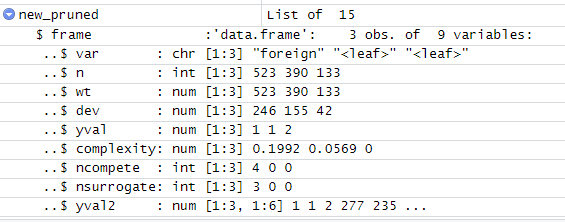 new_pruned List of 15
$ frame :'data.frame': 3 obs. of 9 variables:
..$ var : chr [1:3] "foreign" "<leaf>" "<leaf>"
..$ n : int [1:3] 523 390 133
..$ wt : num [1:3] 523 390 133
..$ dev : num [1:3] 246 155 42
..$ yval : num [1:3] 1 1 2
..$ complexity: num [1:3] 0.1992 0.0569 0
..$ ncompete : int [1:3] 4 0 0
..$ nsurrogate: int [1:3] 3 0 0
..$ yval2 : num [1:3, 1:6] 1 1 2 277 235 ...